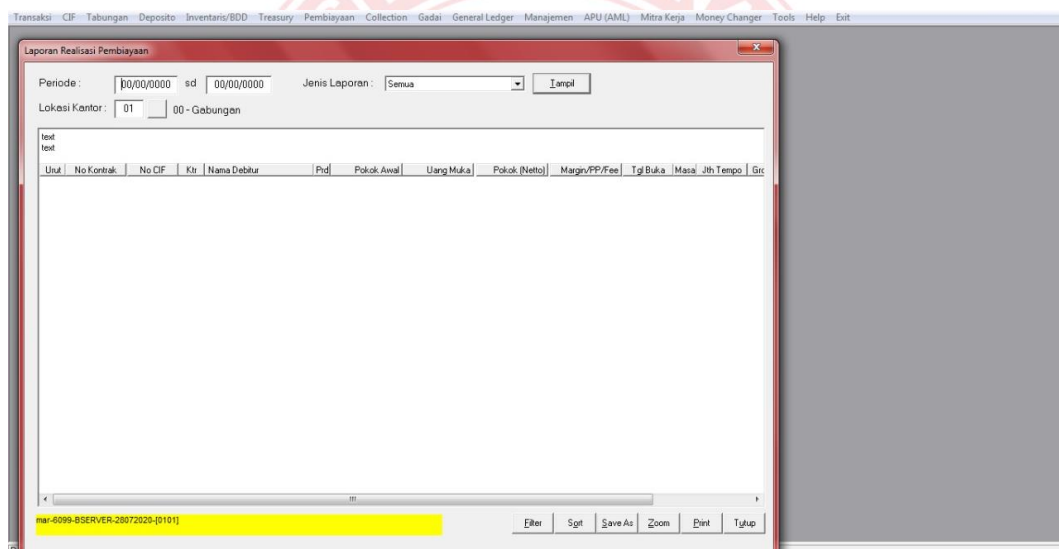 Transaksi CIF Tabungan Deposito Inventaris/BDD Treasury Pembiayaan Collection Gadai General Ledger Manajemen APU (AML) Mitra Kerja Money Changer Tools Help Exit
Laporan Realisasi Pembiayaan
Periode : 00/00/0000 sd 00/00/0000 Jenis Laporan : Semua Tampil
Lokasi Kantor : 01 00 - Gabungan
text
text
Urut No Kontrak No CIF Ktr Nama Debitur Prd Pokok Awal Uang Muka Pokok (Netto) Margin/PP/Fee Tgl Buka Masa Jth Tempo Gro
mar-6099-BSERVER-28072020-[0101] Filter Sort Save As Zoom Print Tutup